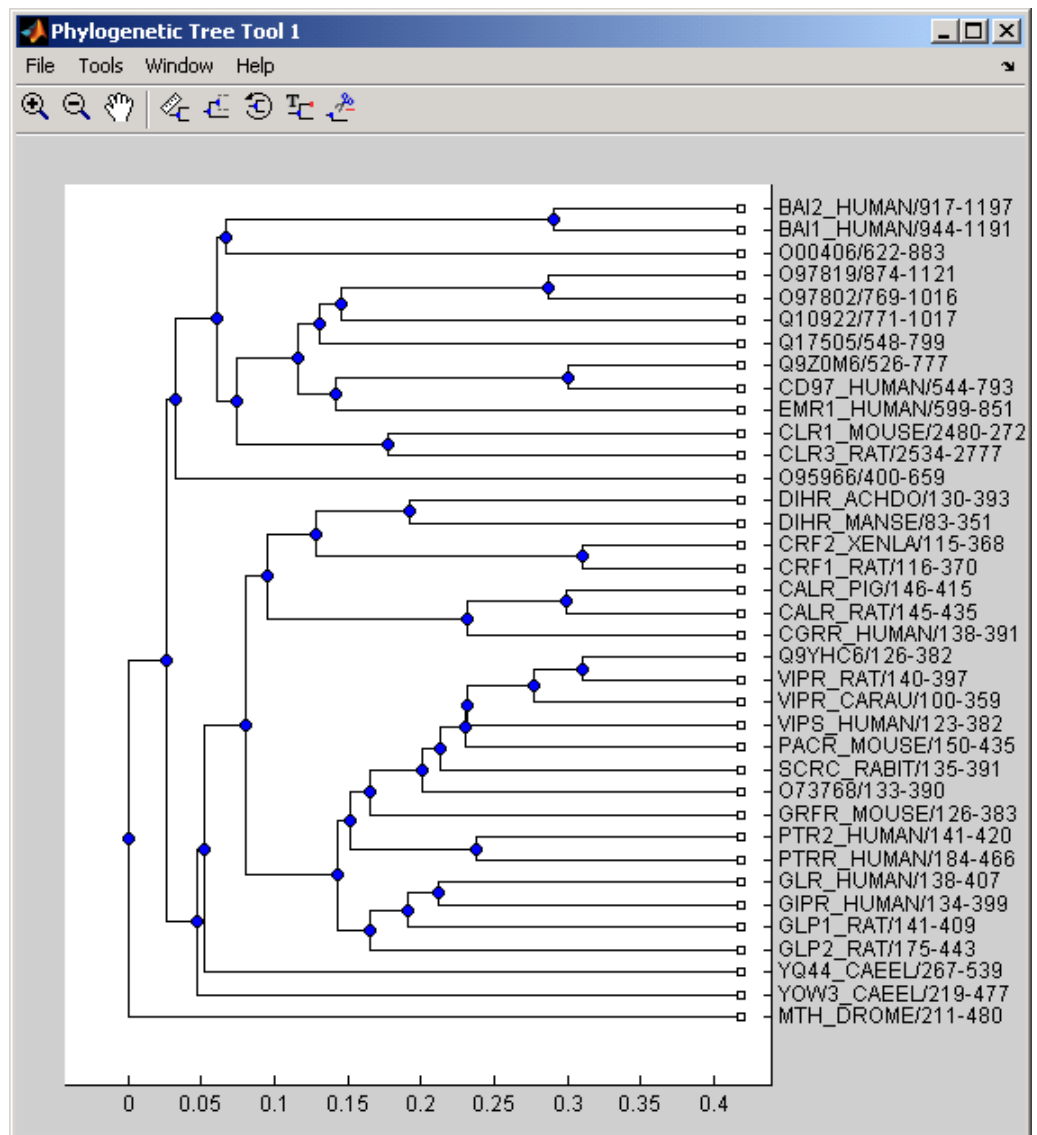 Phylogenetic Tree Tool 1
File Tools Window Help
BAI2_HUMAN/917-1197
BAI1_HUMAN/944-1191
O00406/622-883
O97819/874-1121
O97802/769-1016
Q10922/771-1017
Q17505/548-799
Q9Z0M6/526-777
CD97_HUMAN/544-793
EMR1_HUMAN/599-851
CLR1_MOUSE/2480-272
CLR3_RAT/2534-2777
O95966/400-659
DIHR_ACHDO/130-393
DIHR_MANSE/83-351
CRF2_XENLA/115-368
CRF1_RAT/116-370
CALR_PIG/146-415
CALR_RAT/145-435
CGRR_HUMAN/138-391
Q9YHC6/126-382
VIPR_RAT/140-397
VIPR_CARAU/100-359
VIPS_HUMAN/123-382
PACR_MOUSE/150-435
SCRC_RABIT/135-391
O73768/133-390
GRFR_MOUSE/126-383
PTR2_HUMAN/141-420
PTRR_HUMAN/184-466
GLR_HUMAN/138-407
GIPR_HUMAN/134-399
GLP1_RAT/141-409
GLP2_RAT/175-443
YQ44_CAEEL/267-539
YOW3_CAEEL/219-477
MTH_DROME/211-480
0 0.05 0.1 0.15 0.2 0.25 0.3 0.35 0.4